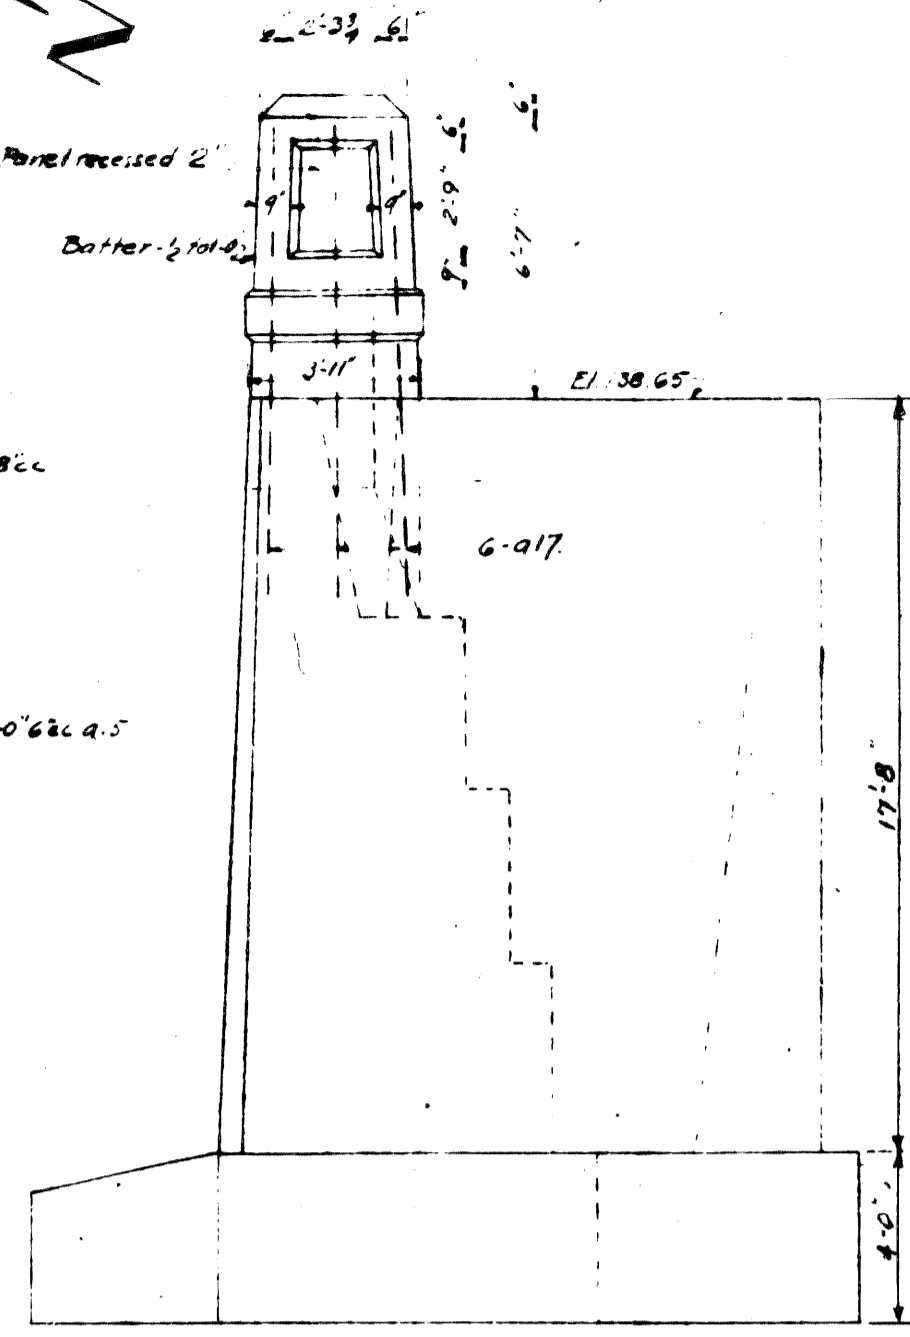 2'-3¾ 6"
6"
6"
Panel recessed 2"
2'-9"
9" 9"
Batter-½ to 1'-0
6'-7"
9"
3'-11"
El. 138.65
8"cc
6-a17.
0"6"cc a.5
17'-8"
4'-0"